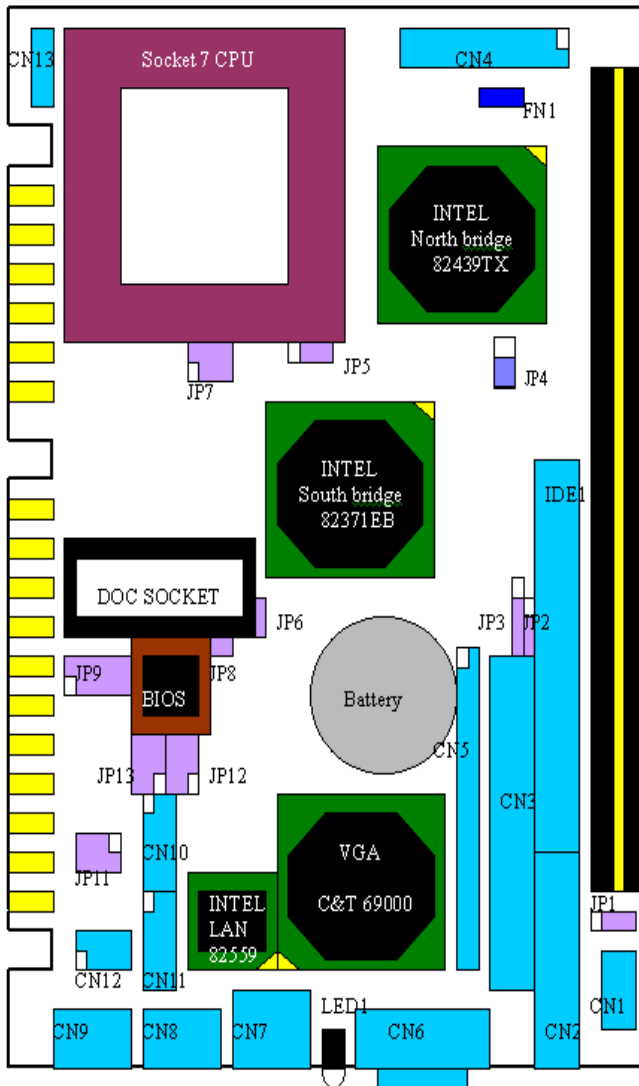 CN13
Socket 7 CPU
CN4
FN1
INTEL
North bridge
82439TX
JP7
JP5
JP4
INTEL
South bridge
82371EB
IDE1
DOC SOCKET
JP6
JP3
JP2
JP9
JP8
BIOS
Battery
CN5
JP13
JP12
CN3
CN10
VGA
C&T 69000
JP11
INTEL
LAN
82559
JP1
CN12
CN11
LED1
CN1
CN9
CN8
CN7
CN6
CN2